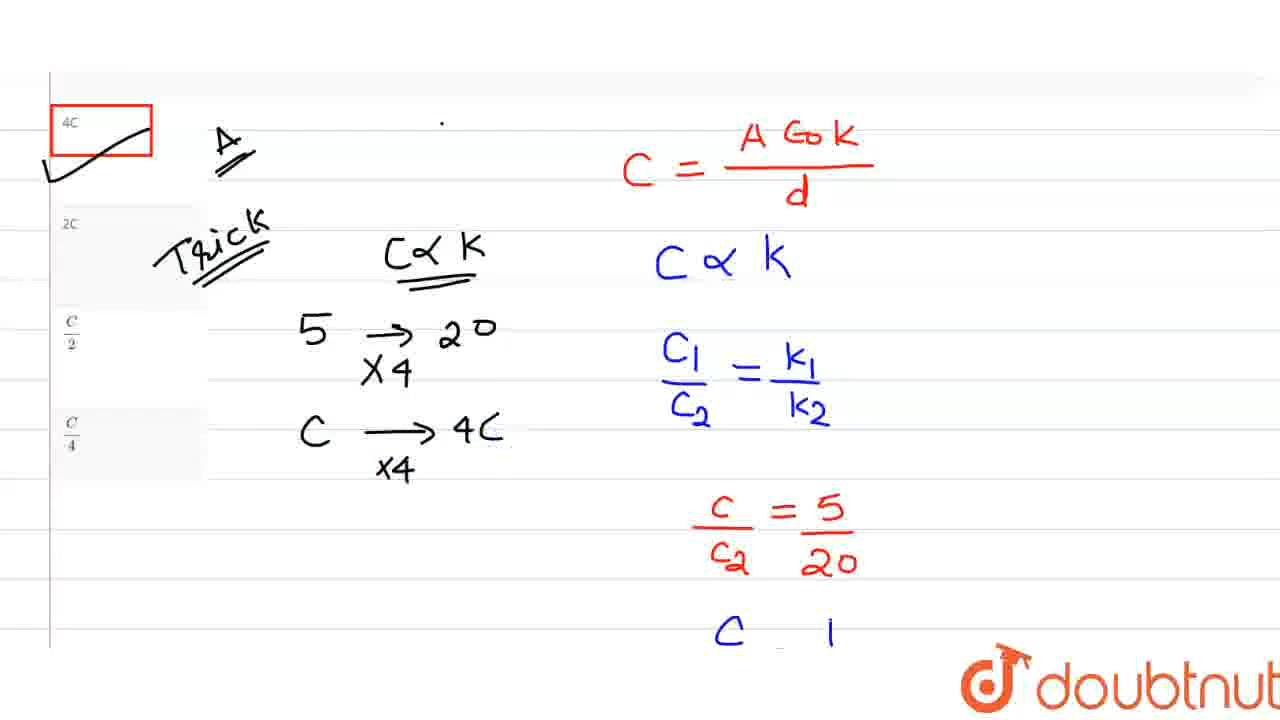 4C
2C
C/2
C/4
A
Trick
C ∝ K
5 → 20
×4
C → 4C
×4
C = A ∈0 K / d
C ∝ K
C1/C2 = K1/K2
C/C2 = 5/20
C 1
doubtnut